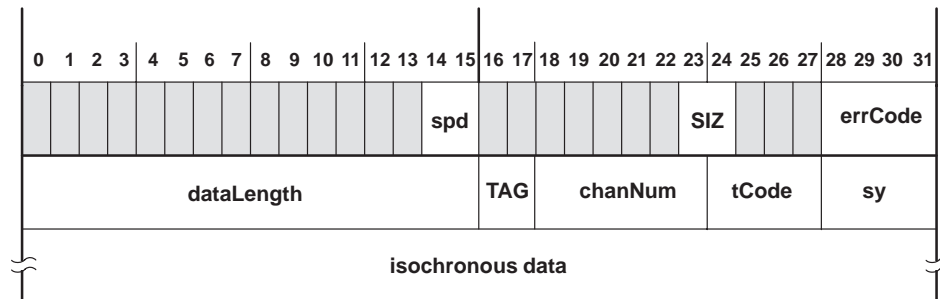 0 1 2 3 4 5 6 7 8 9 10 11 12 13 14 15 16 17 18 19 20 21 22 23 24 25 26 27 28 29 30 31
spd SIZ errCode
dataLength TAG chanNum tCode sy
isochronous data